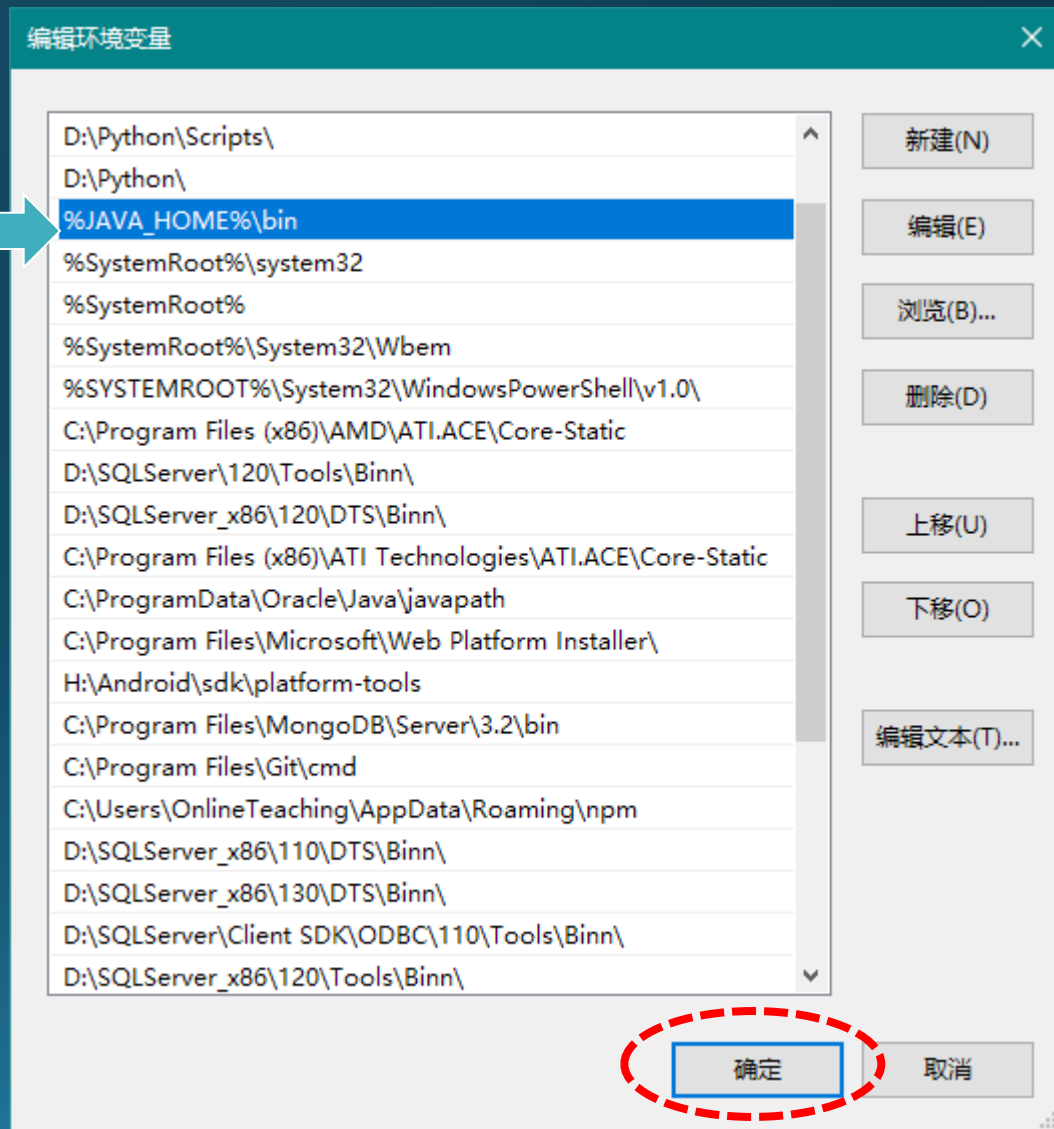 编辑环境变量
D:\Python\Scripts\
D:\Python\
%JAVA_HOME%\bin
%SystemRoot%\system32
%SystemRoot%
%SystemRoot%\System32\Wbem
%SYSTEMROOT%\System32\WindowsPowerShell\v1.0\
C:\Program Files (x86)\AMD\ATI.ACE\Core-Static
D:\SQLServer\120\Tools\Binn\
D:\SQLServer_x86\120\DTS\Binn\
C:\Program Files (x86)\ATI Technologies\ATI.ACE\Core-Static
C:\ProgramData\Oracle\Java\javapath
C:\Program Files\Microsoft\Web Platform Installer\
H:\Android\sdk\platform-tools
C:\Program Files\MongoDB\Server\3.2\bin
C:\Program Files\Git\cmd
C:\Users\OnlineTeaching\AppData\Roaming\npm
D:\SQLServer_x86\110\DTS\Binn\
D:\SQLServer_x86\130\DTS\Binn\
D:\SQLServer\Client SDK\ODBC\110\Tools\Binn\
D:\SQLServer_x86\120\Tools\Binn\
新建(N)
编辑(E)
浏览(B)...
删除(D)
上移(U)
下移(O)
编辑文本(T)...
确定
取消